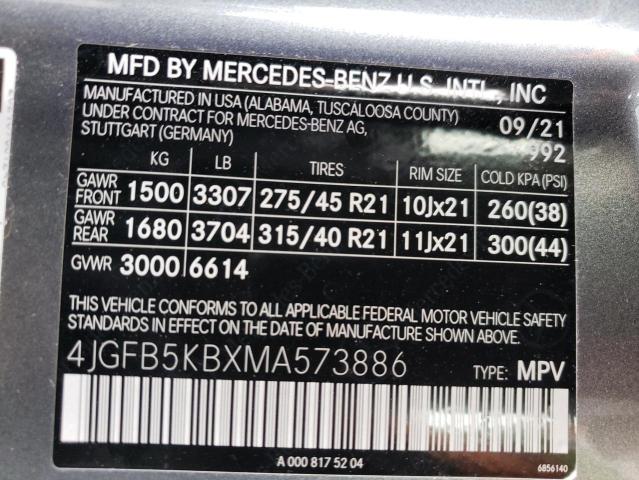 MFD BY MERCEDES-BENZ U.S. INTL., INC
MANUFACTURED IN USA (ALABAMA, TUSCALOOSA COUNTY)
UNDER CONTRACT FOR MERCEDES-BENZ AG,
STUTTGART (GERMANY)
09/21
992
KG LB TIRES RIM SIZE COLD KPA(PSI)
GAWR FRONT 1500 3307 275/45 R21 10Jx21 260(38)
GAWR REAR 1680 3704 315/40 R21 11Jx21 300(44)
GVWR 3000 6614
THIS VEHICLE CONFORMS TO ALL APPLICABLE FEDERAL MOTOR VEHICLE SAFETY
STANDARDS IN EFFECT ON THE DATE OF MANUFACTURE SHOWN ABOVE.
4JGFB5KBXMA573886 TYPE: MPV
A 000 817 52 04
6856140